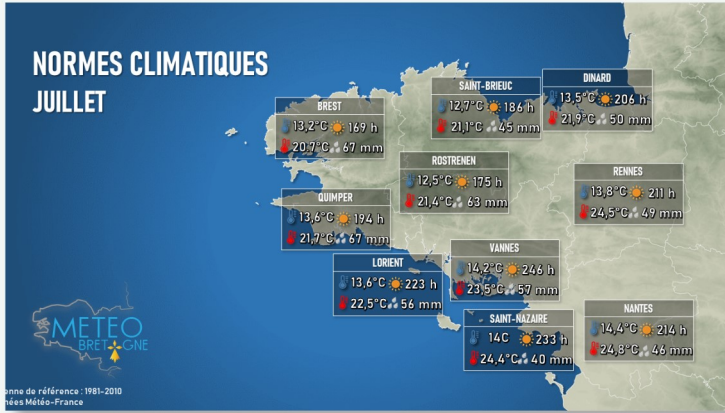 NORMES CLIMATIQUES
JUILLET
DINARD
13,5°C 206 h
21,9°C 50 mm
SAINT-BRIEUC
12,7°C 186 h
21,1°C 45 mm
BREST
13,2°C 169 h
20,7°C 67 mm
ROSTRENEN
12,5°C 175 h
21,4°C 63 mm
RENNES
13,8°C 211 h
24,5°C 49 mm
QUIMPER
13,6°C 194 h
21,7°C 67 mm
VANNES
14,2°C 246 h
23,5°C 57 mm
LORIENT
13,6°C 223 h
22,5°C 56 mm
NANTES
14,4°C 214 h
24,8°C 46 mm
SAINT-NAZAIRE
14C 233 h
24,4°C 40 mm
METEO
BRET GNE
enne de référence : 1981-2010
nées Météo-France